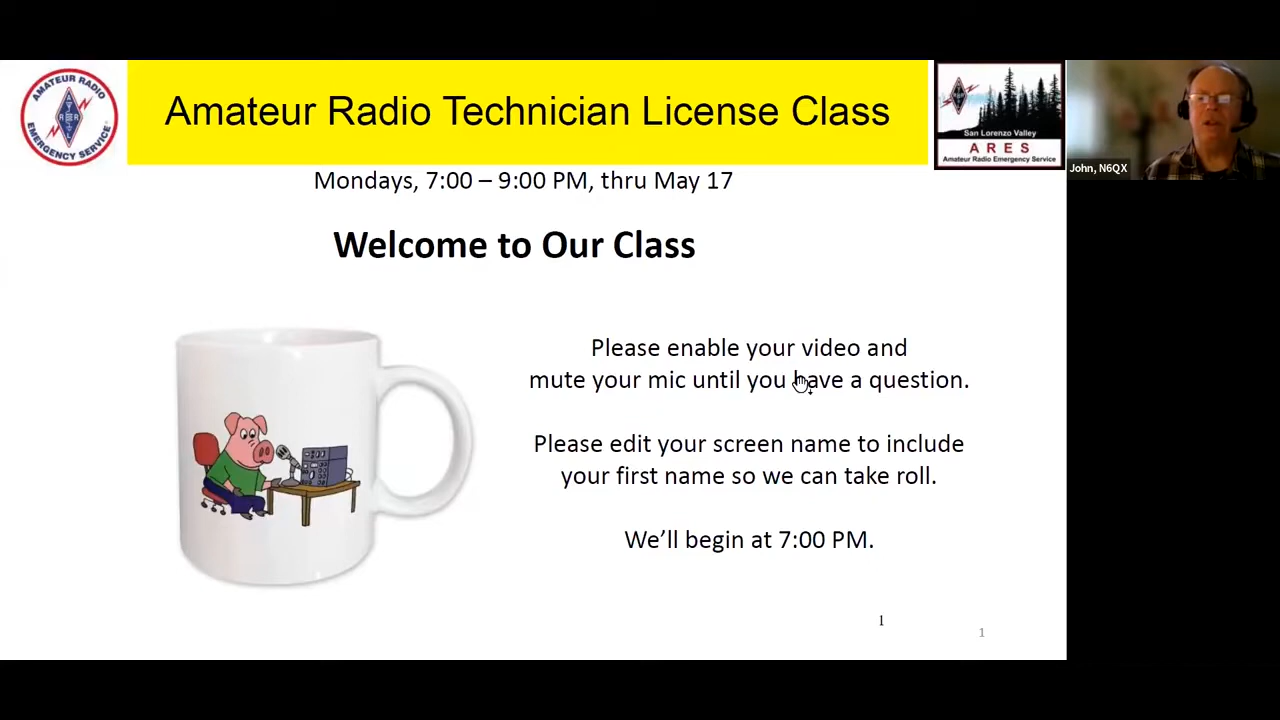 AMATEUR RADIO
EMERGENCY SERVICE
Amateur Radio Technician License Class
San Lorenzo Valley
ARES
Amateur Radio Emergency Service
John, N6QX
Mondays, 7:00 – 9:00 PM, thru May 17
Welcome to Our Class
Please enable your video and
mute your mic until you have a question.
Please edit your screen name to include
your first name so we can take roll.
We’ll begin at 7:00 PM.
1
1